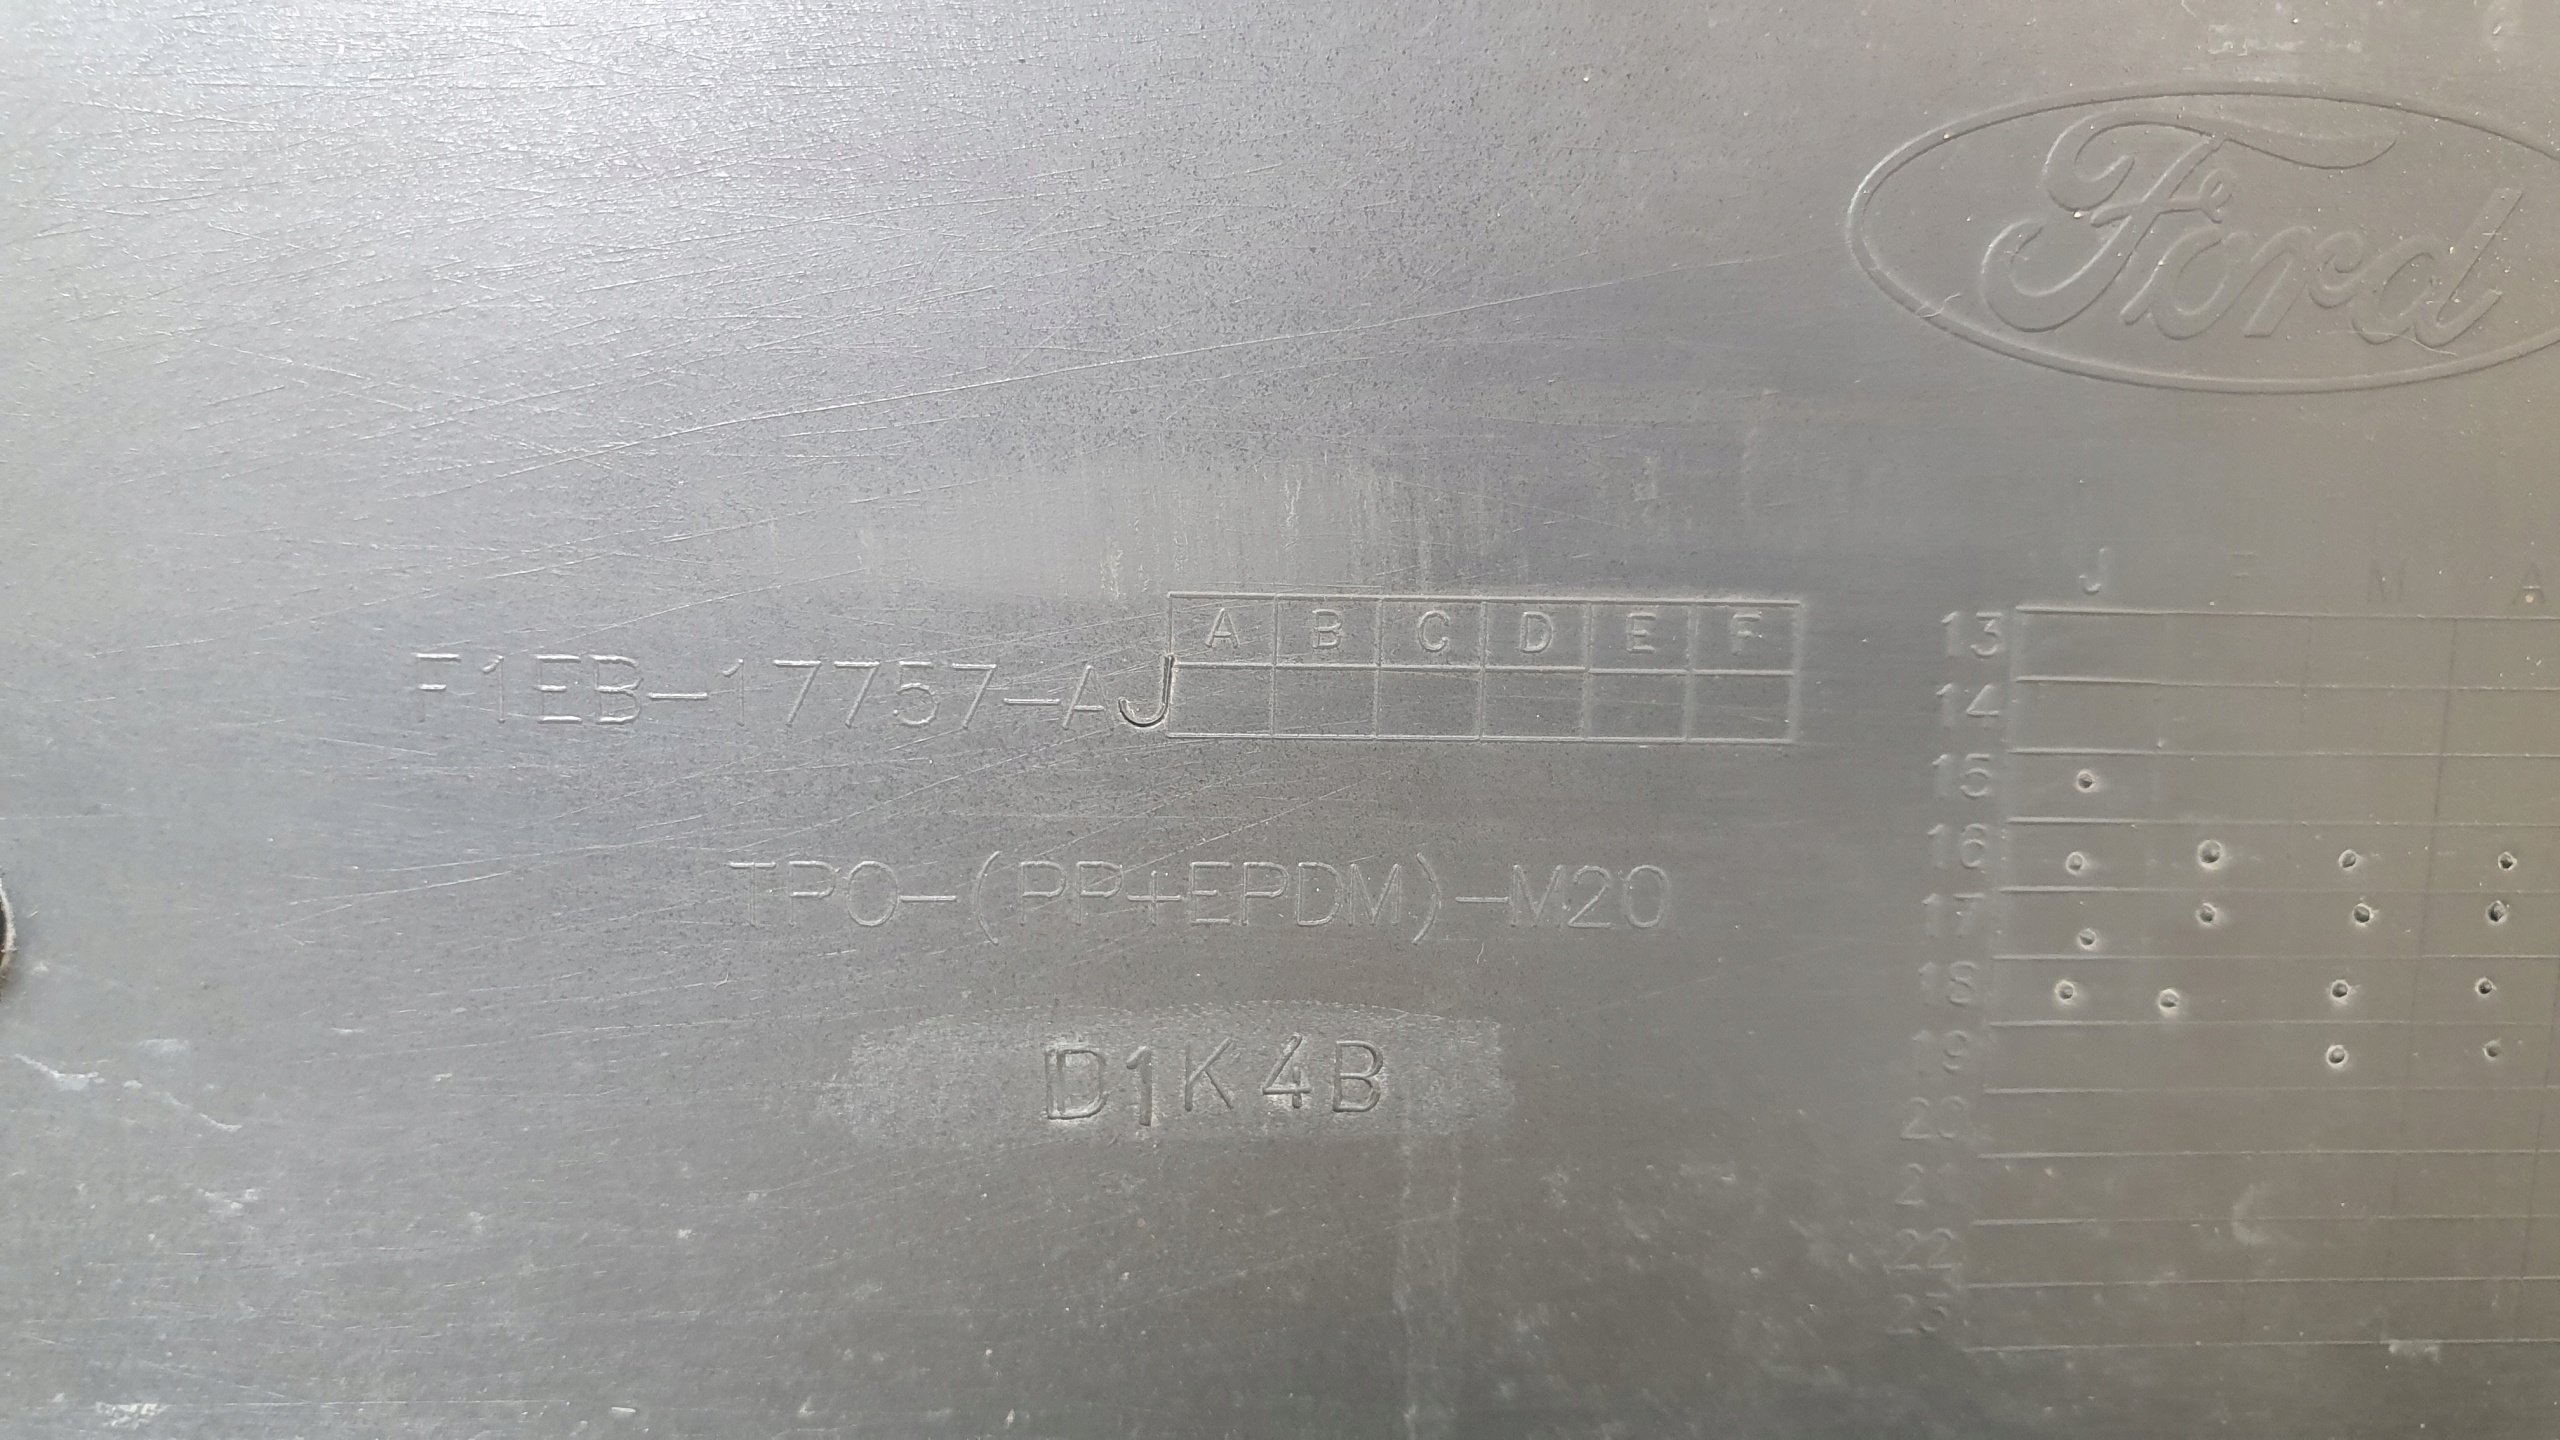 Ford
J F M A
A B C D E F
F1EB-17757-AJ
13
14
15
TPO-(PP+EPDM)-M20
16
17
18
19
D1K4B
20
21
22
23